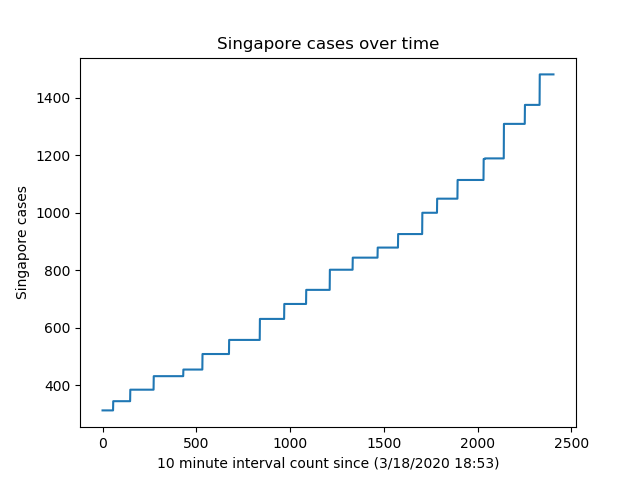 Singapore cases over time
1400
1200
1000
800
600
400
Singapore cases
0 500 1000 1500 2000 2500
10 minute interval count since (3/18/2020 18:53)